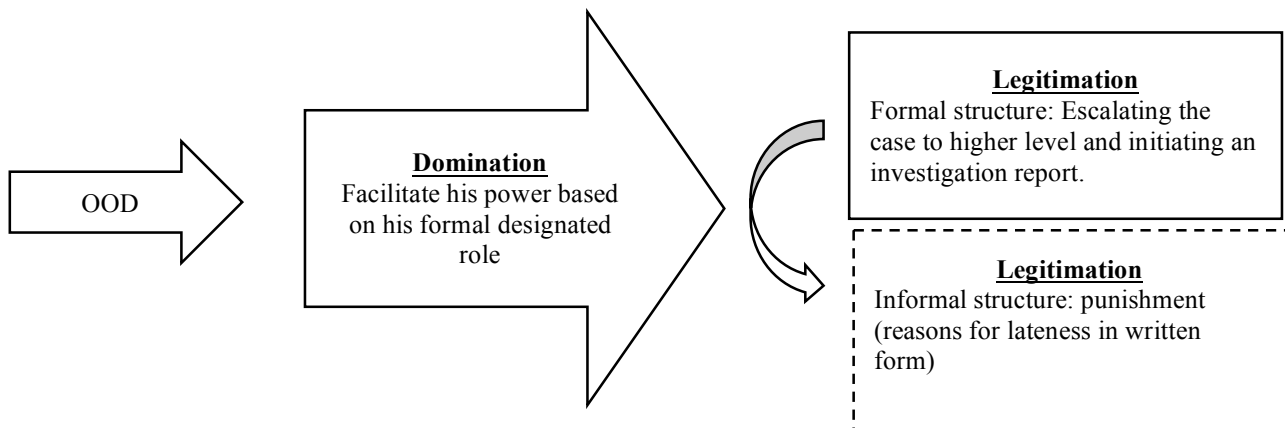 OOD
Domination
Facilitate his power based
on his formal designated
role
Legitimation
Formal structure: Escalating the
case to higher level and initiating an
investigation report.
Legitimation
Informal structure: punishment
(reasons for lateness in written
form)